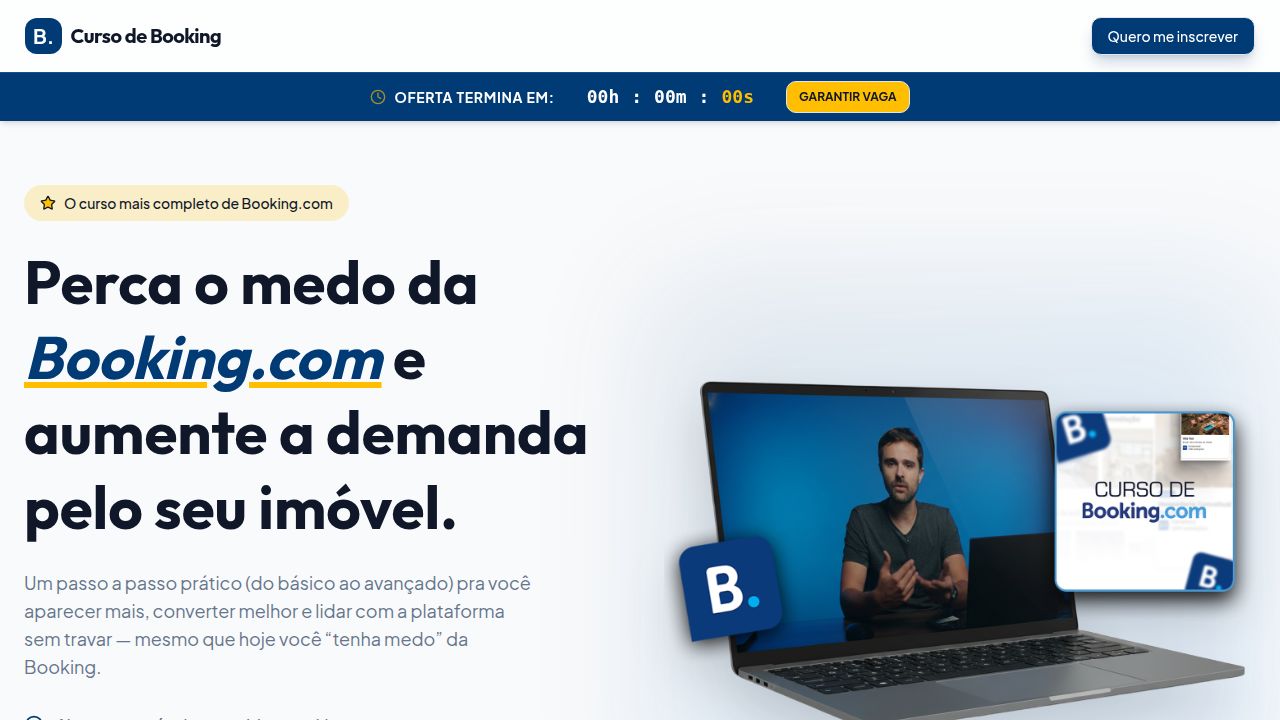 B. Curso de Booking
Quero me inscrever
OFERTA TERMINA EM: 00h : 00m : 00s GARANTIR VAGA
O curso mais completo de Booking.com
Perca o medo da
Booking.com e
aumente a demanda
pelo seu imóvel.
Um passo a passo prático (do básico ao avançado) pra você
aparecer mais, converter melhor e lidar com a plataforma
sem travar — mesmo que hoje você “tenha medo” da
Booking.
B.
CURSO DE
Booking.com
B.
B.